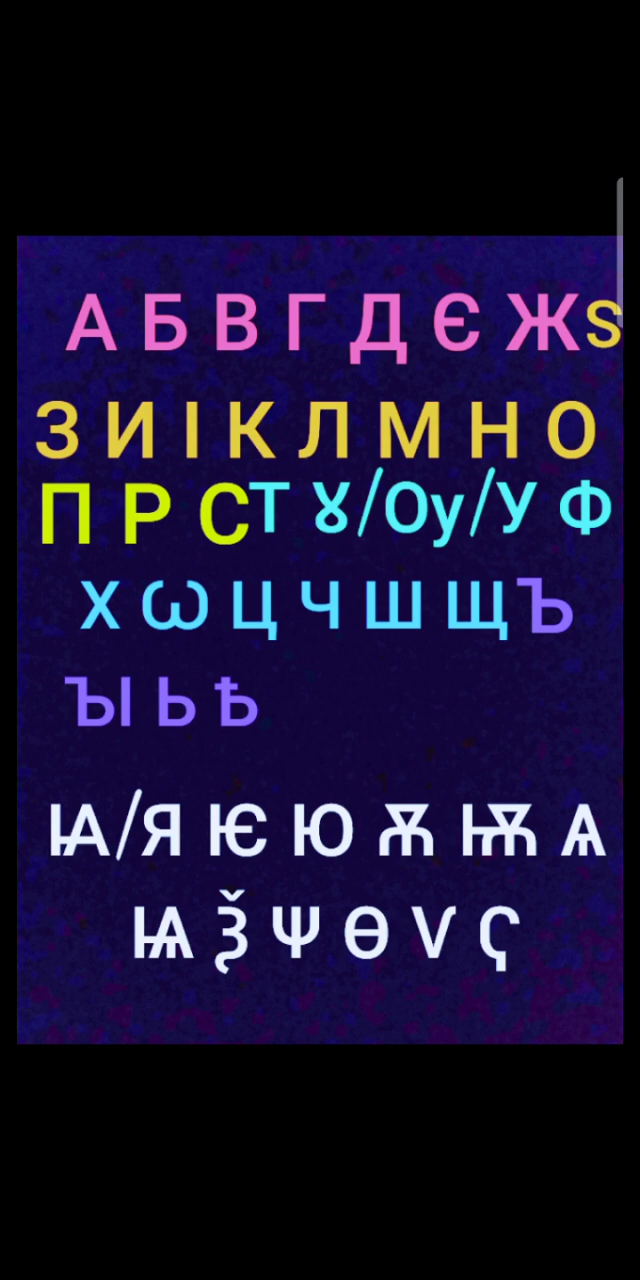 А Б В Г Д Є Ж Ѕ
З И І К Л М Н О
П Р С Т Ꙋ/Оу/У Ф
Х Ѡ Ц Ч Ш Щ Ъ
Ꙑ Ь Ѣ
Ꙗ/Я Ѥ Ю Ѫ Ѭ Ѧ
Ѩ Ѯ Ѱ Ѳ Ѵ Ҁ